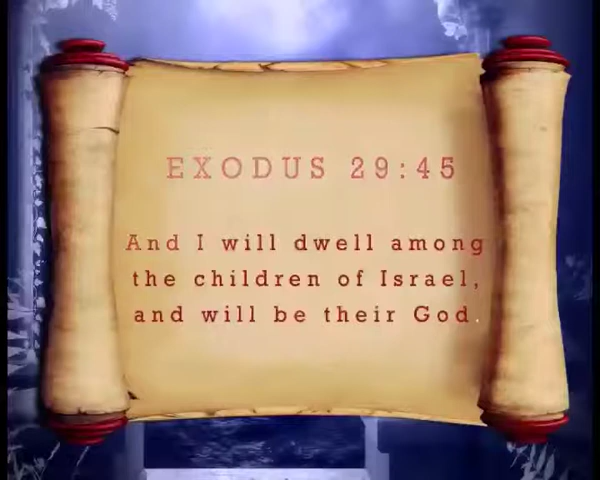 EXODUS 29:45
And I will dwell among
the children of Israel,
and will be their God.